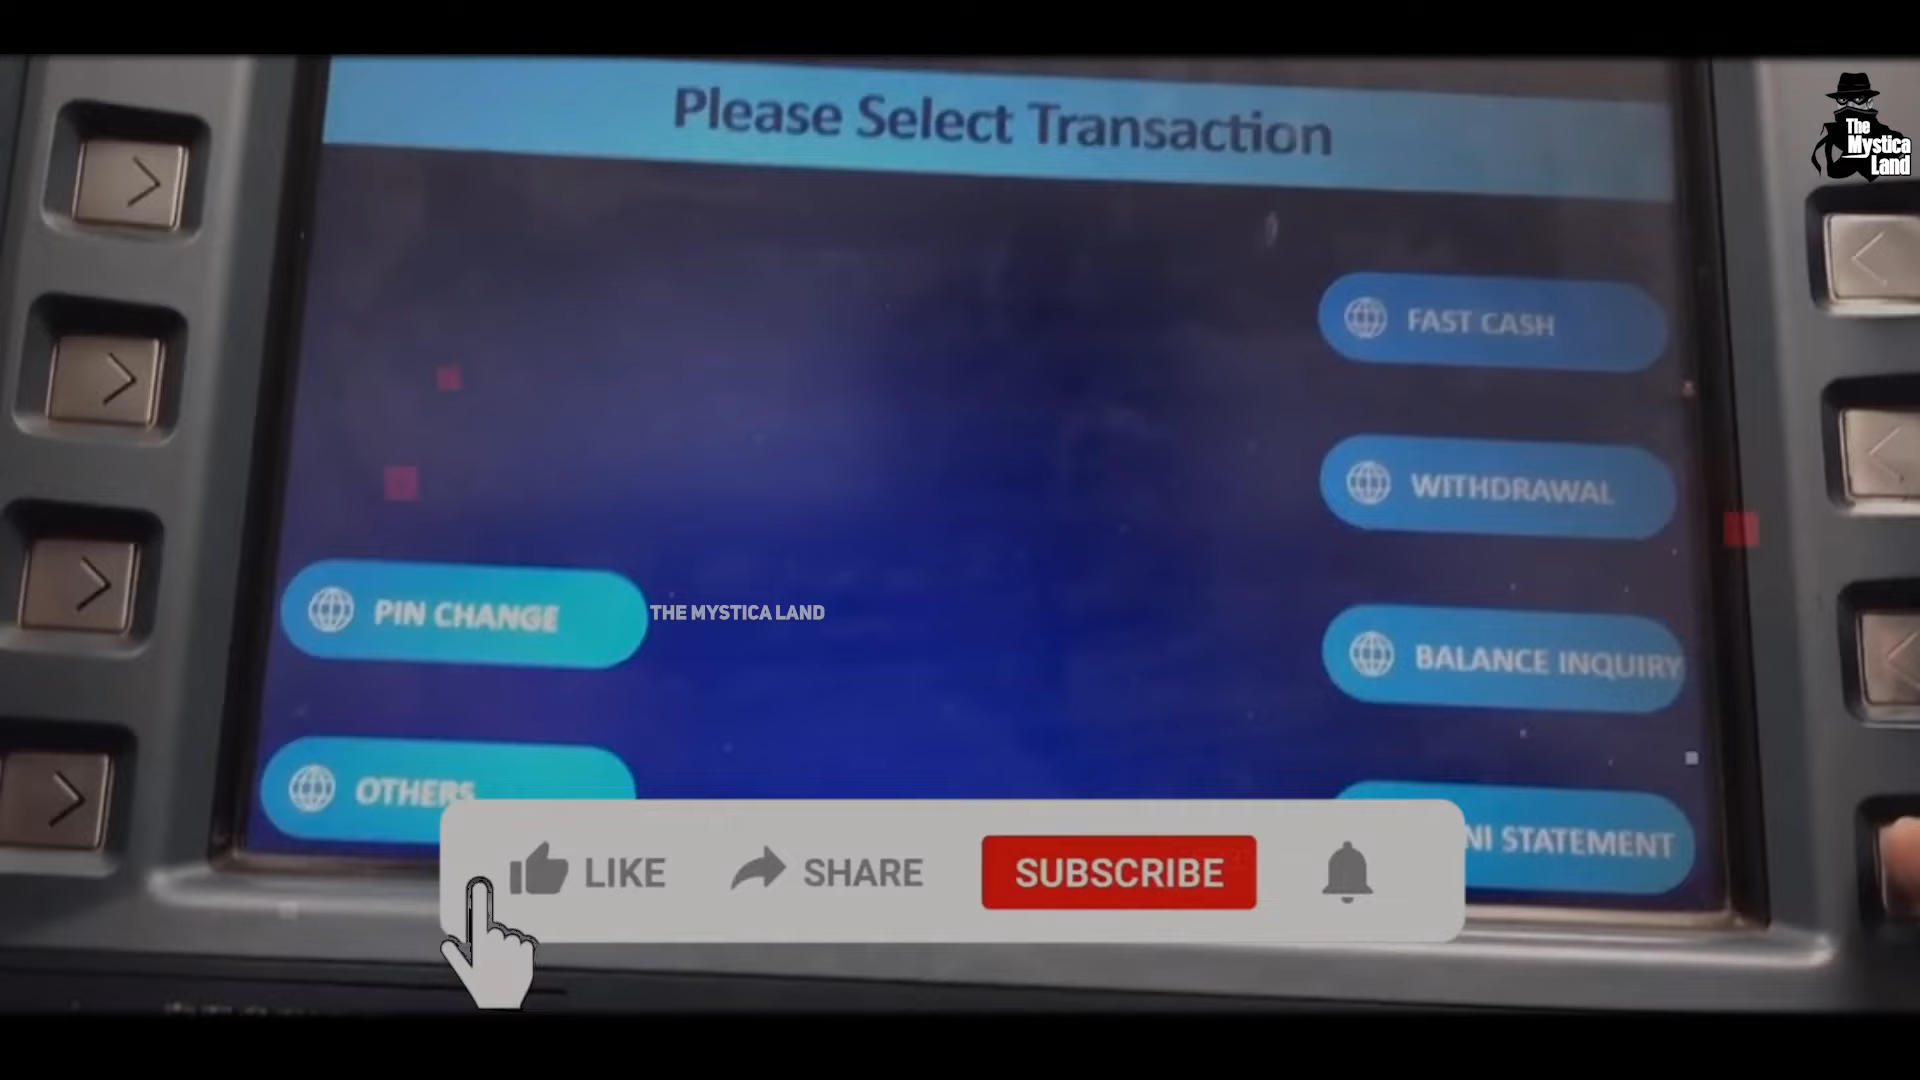 Please Select Transaction
The
Mystica
Land
FAST CASH
WITHDRAWAL
PIN CHANGE
THE MYSTICA LAND
BALANCE INQUIRY
OTHERS
NI STATEMENT
LIKE
SHARE
SUBSCRIBE